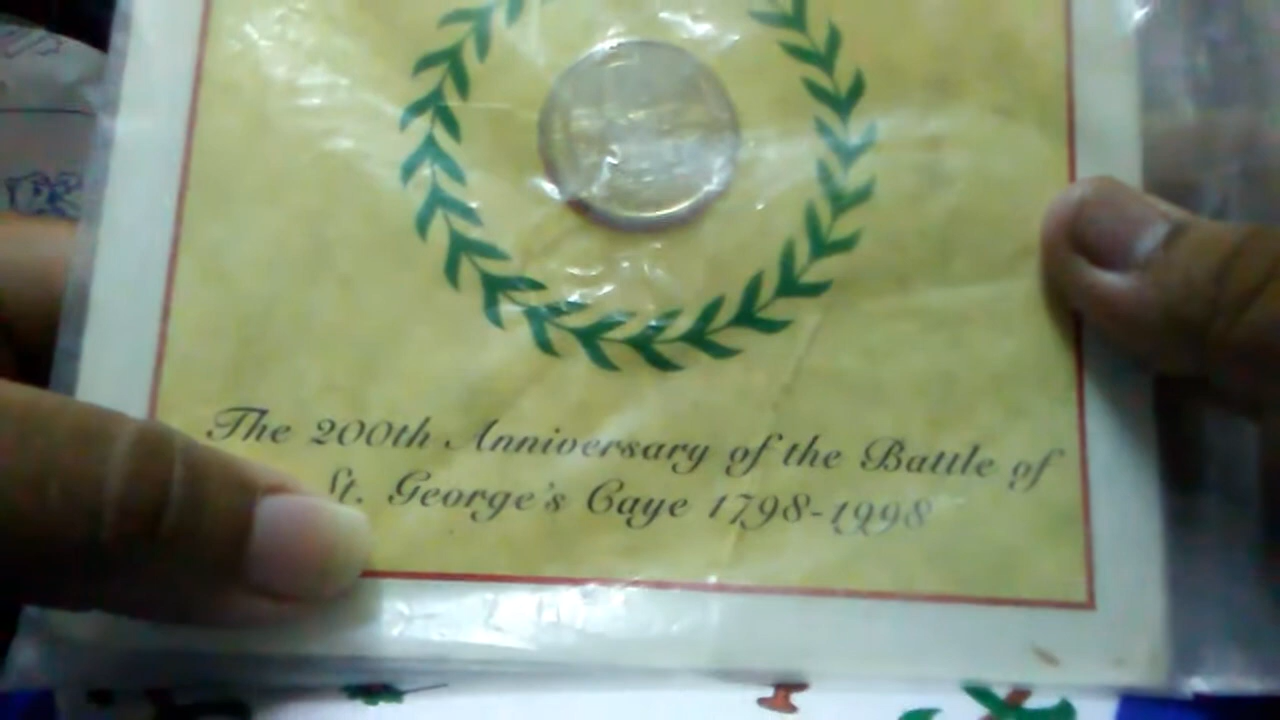 The 200th Anniversary of the Battle of
St. George's Caye 1798-1998